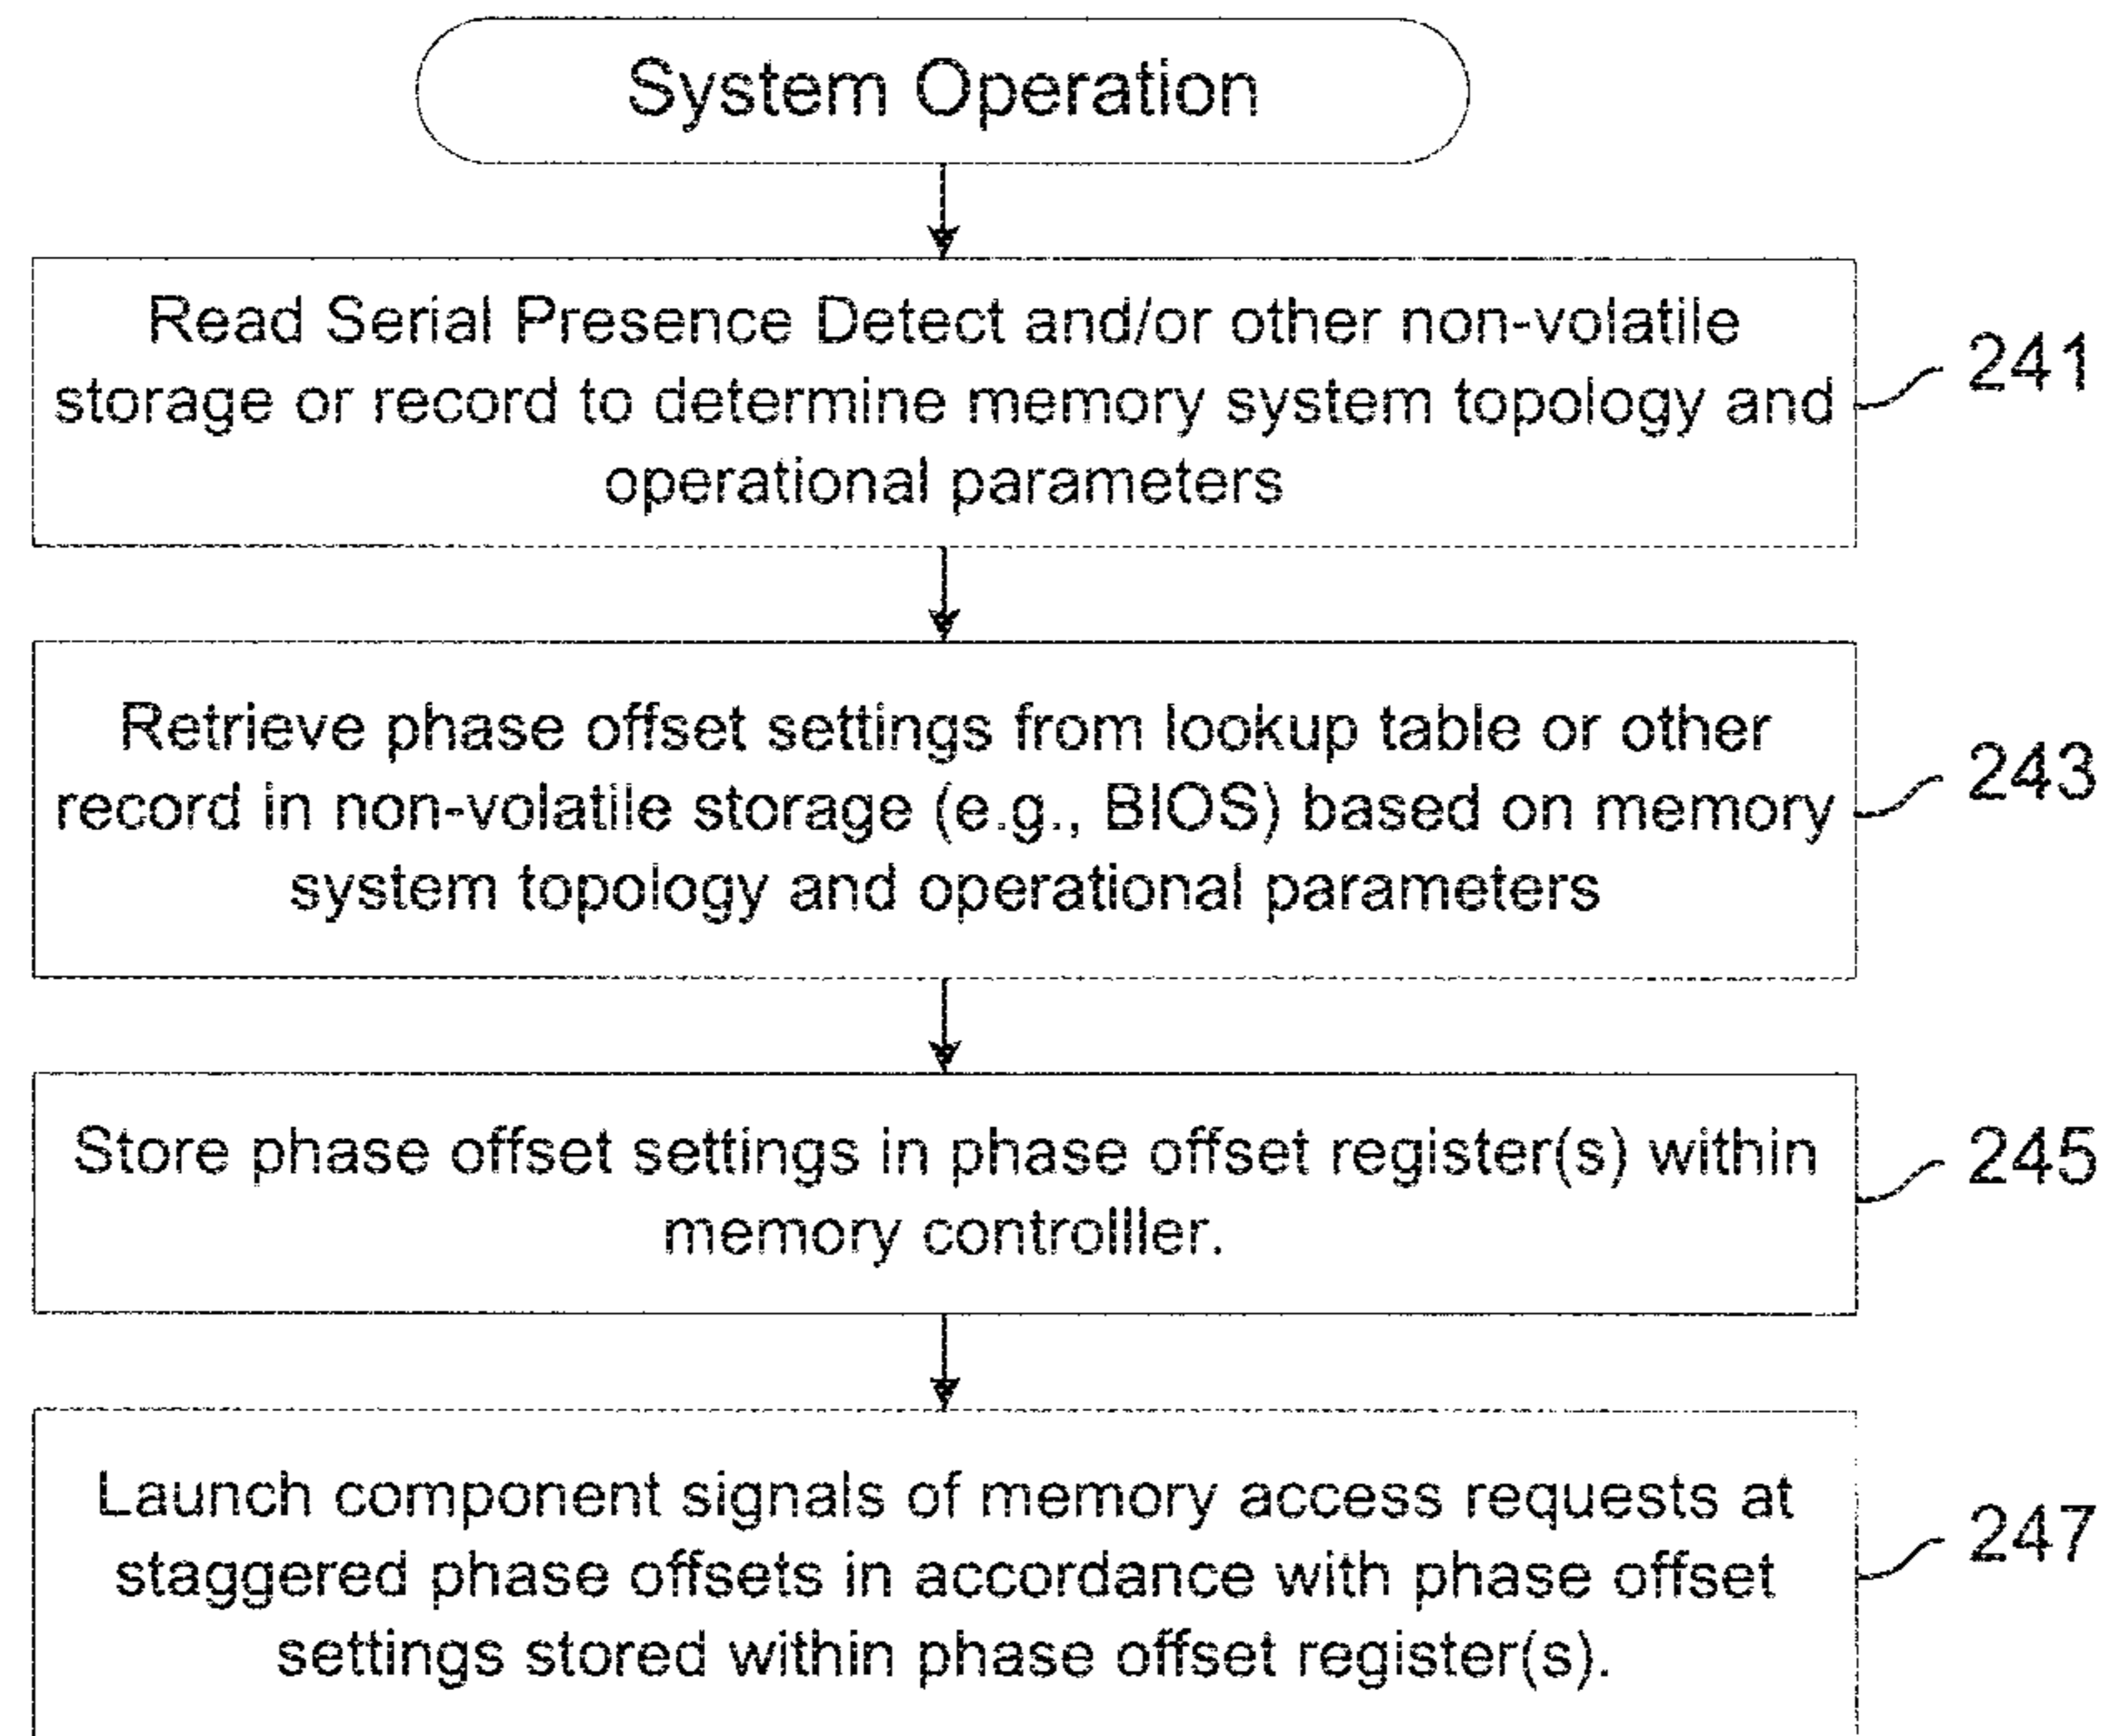 System Operation
Read Serial Presence Detect and/or other non-volatile
storage or record to determine memory system topology and
operational parameters
241
Retrieve phase offset settings from lookup table or other
record in non-volatile storage (e.g., BIOS) based on memory
system topology and operational parameters
243
Store phase offset settings in phase offset register(s) within
memory controlller.
245
Launch component signals of memory access requests at
staggered phase offsets in accordance with phase offset
settings stored within phase offset register(s).
247